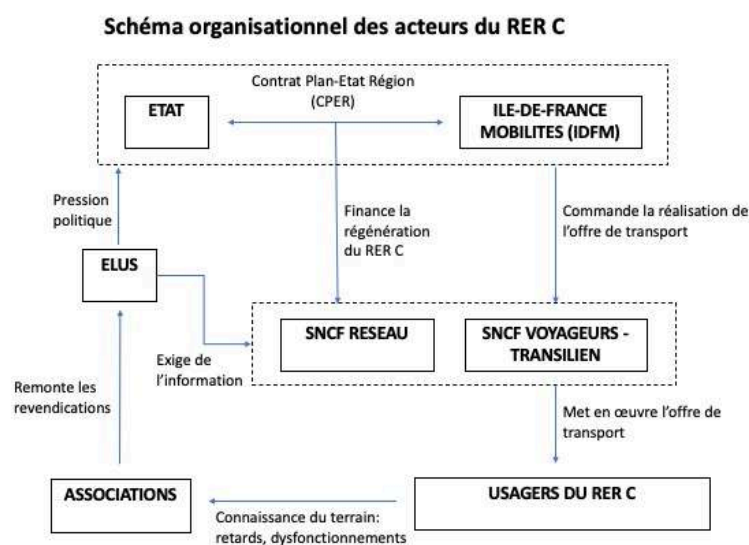 Schéma organisationnel des acteurs du RER C
Contrat Plan-Etat Région
(CPER)
ETAT
ILE-DE-FRANCE
MOBILITES (IDFM)
Pression
politique
Finance la
régénération
du RER C
Commande la réalisation de
l'offre de transport
ELUS
SNCF RESEAU
SNCF VOYAGEURS -
TRANSILIEN
Exige de
l'information
Remonte les
revendications
Met en œuvre l'offre de
transport
ASSOCIATIONS
USAGERS DU RER C
Connaissance du terrain:
retards, dysfonctionnements